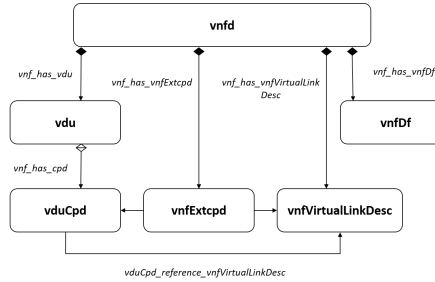 vnfd
vnf_has_vdu
vnf_has_vnfExtcpd
vnf_has_vnfVirtualLink
Desc
vnf_has_vnfDf
vdu
vnfDf
vnf_has_cpd
vduCpd
vnfExtcpd
vnfVirtualLinkDesc
vduCpd_reference_vnfVirtualLinkDesc